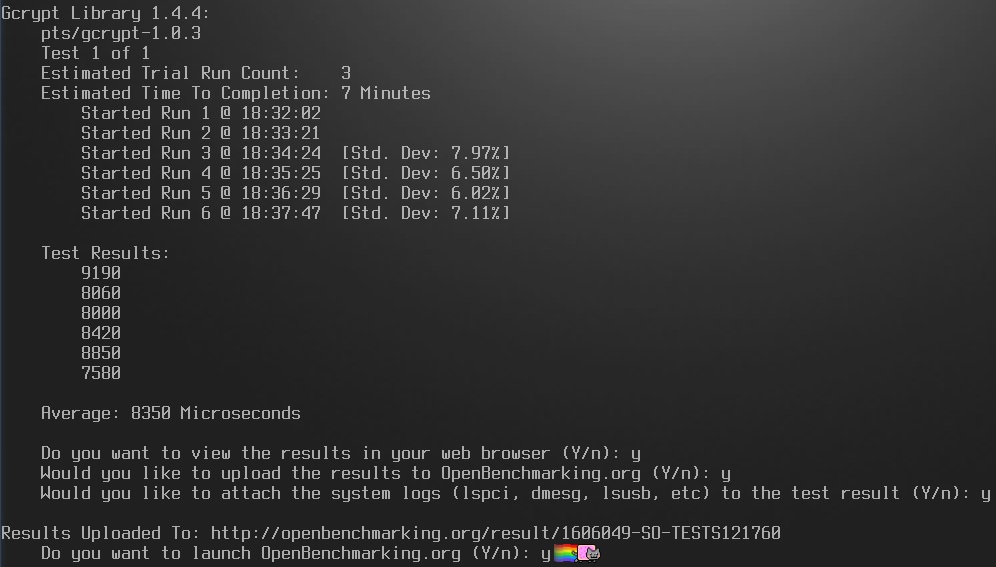 Gcrypt Library 1.4.4:
pts/gcrypt-1.0.3
Test 1 of 1
Estimated Trial Run Count:    3
Estimated Time To Completion: 7 Minutes
Started Run 1 @ 18:32:02
Started Run 2 @ 18:33:21
Started Run 3 @ 18:34:24  [Std. Dev: 7.97%]
Started Run 4 @ 18:35:25  [Std. Dev: 6.50%]
Started Run 5 @ 18:36:29  [Std. Dev: 6.02%]
Started Run 6 @ 18:37:47  [Std. Dev: 7.11%]
Test Results:
9190
8060
8000
8420
8850
7580
Average: 8350 Microseconds
Do you want to view the results in your web browser (Y/n): y
Would you like to upload the results to OpenBenchmarking.org (Y/n): y
Would you like to attach the system logs (lspci, dmesg, lsusb, etc) to the test result (Y/n): y
Results Uploaded To: http://openbenchmarking.org/result/1606049-SO-TESTS121760
Do you want to launch OpenBenchmarking.org (Y/n): y